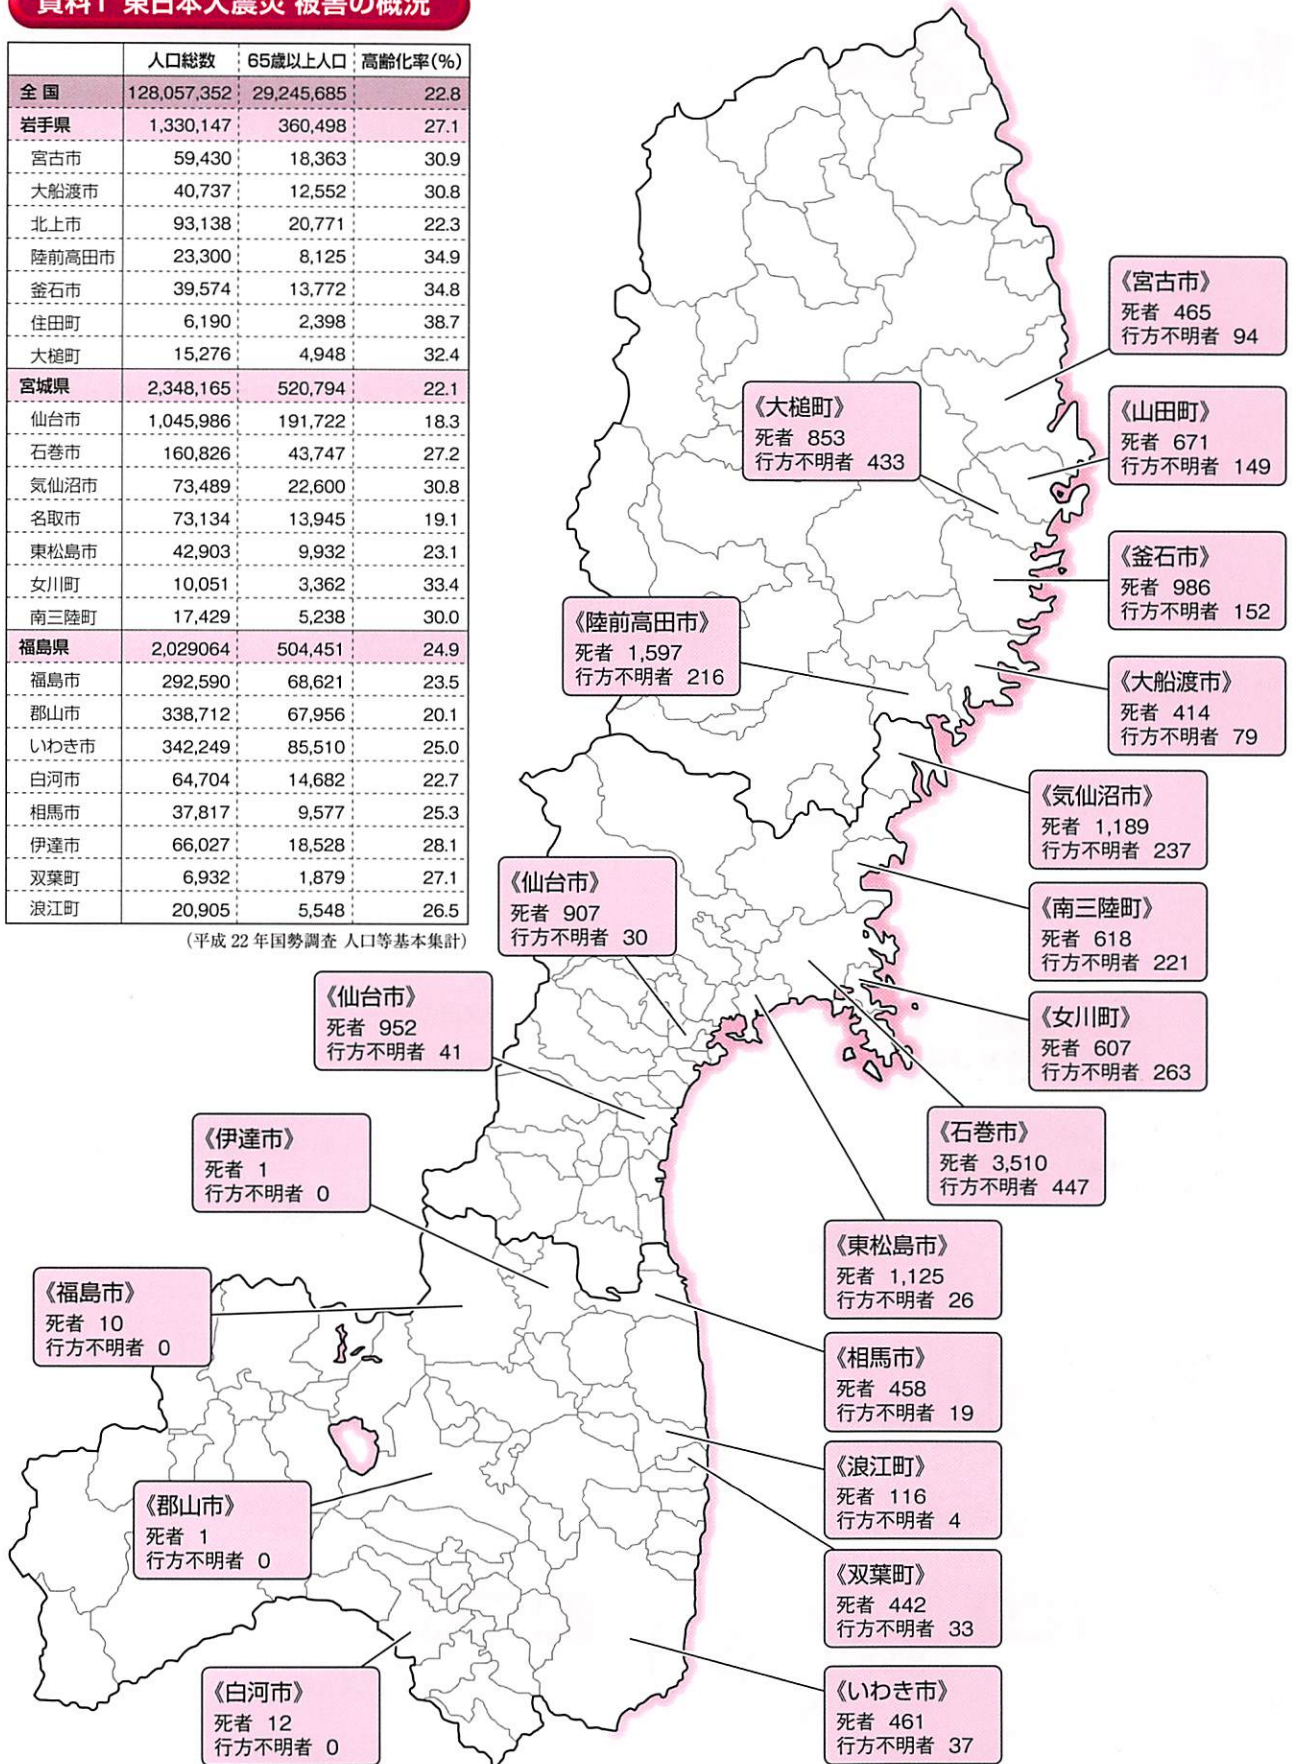 資料1 東日本大震災 被害の概況
人口総数 65歳以上人口 高齢化率(%)
全国 128,057,352 29,245,685 22.8
岩手県 1,330,147 360,498 27.1
宮古市 59,430 18,363 30.9
大船渡市 40,737 12,552 30.8
北上市 93,138 20,771 22.3
陸前高田市 23,300 8,125 34.9
釜石市 39,574 13,772 34.8
住田町 6,190 2,398 38.7
大槌町 15,276 4,948 32.4
宮城県 2,348,165 520,794 22.1
仙台市 1,045,986 191,722 18.3
石巻市 160,826 43,747 27.2
気仙沼市 73,489 22,600 30.8
名取市 73,134 13,945 19.1
東松島市 42,903 9,932 23.1
女川町 10,051 3,362 33.4
南三陸町 17,429 5,238 30.0
福島県 2,029064 504,451 24.9
福島市 292,590 68,621 23.5
郡山市 338,712 67,956 20.1
いわき市 342,249 85,510 25.0
白河市 64,704 14,682 22.7
相馬市 37,817 9,577 25.3
伊達市 66,027 18,528 28.1
双葉町 6,932 1,879 27.1
浪江町 20,905 5,548 26.5
(平成22年国勢調査 人口等基本集計)
《宮古市》
死者 465
行方不明者 94
《大槌町》
死者 853
行方不明者 433
《山田町》
死者 671
行方不明者 149
《釜石市》
死者 986
行方不明者 152
《陸前高田市》
死者 1,597
行方不明者 216
《大船渡市》
死者 414
行方不明者 79
《気仙沼市》
死者 1,189
行方不明者 237
《仙台市》
死者 907
行方不明者 30
《南三陸町》
死者 618
行方不明者 221
《仙台市》
死者 952
行方不明者 41
《女川町》
死者 607
行方不明者 263
《伊達市》
死者 1
行方不明者 0
《石巻市》
死者 3,510
行方不明者 447
《東松島市》
死者 1,125
行方不明者 26
《福島市》
死者 10
行方不明者 0
《相馬市》
死者 458
行方不明者 19
《浪江町》
死者 116
行方不明者 4
《郡山市》
死者 1
行方不明者 0
《双葉町》
死者 442
行方不明者 33
《白河市》
死者 12
行方不明者 0
《いわき市》
死者 461
行方不明者 37